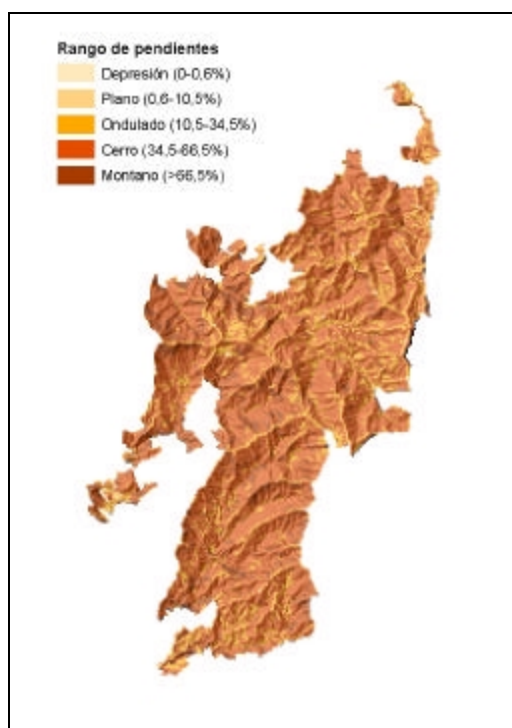 Rango de pendientes
Depresión (0-0,6%)
Plano (0,6-10,5%)
Ondulado (10,5-34,5%)
Cerro (34,5-66,5%)
Montano (>66,5%)